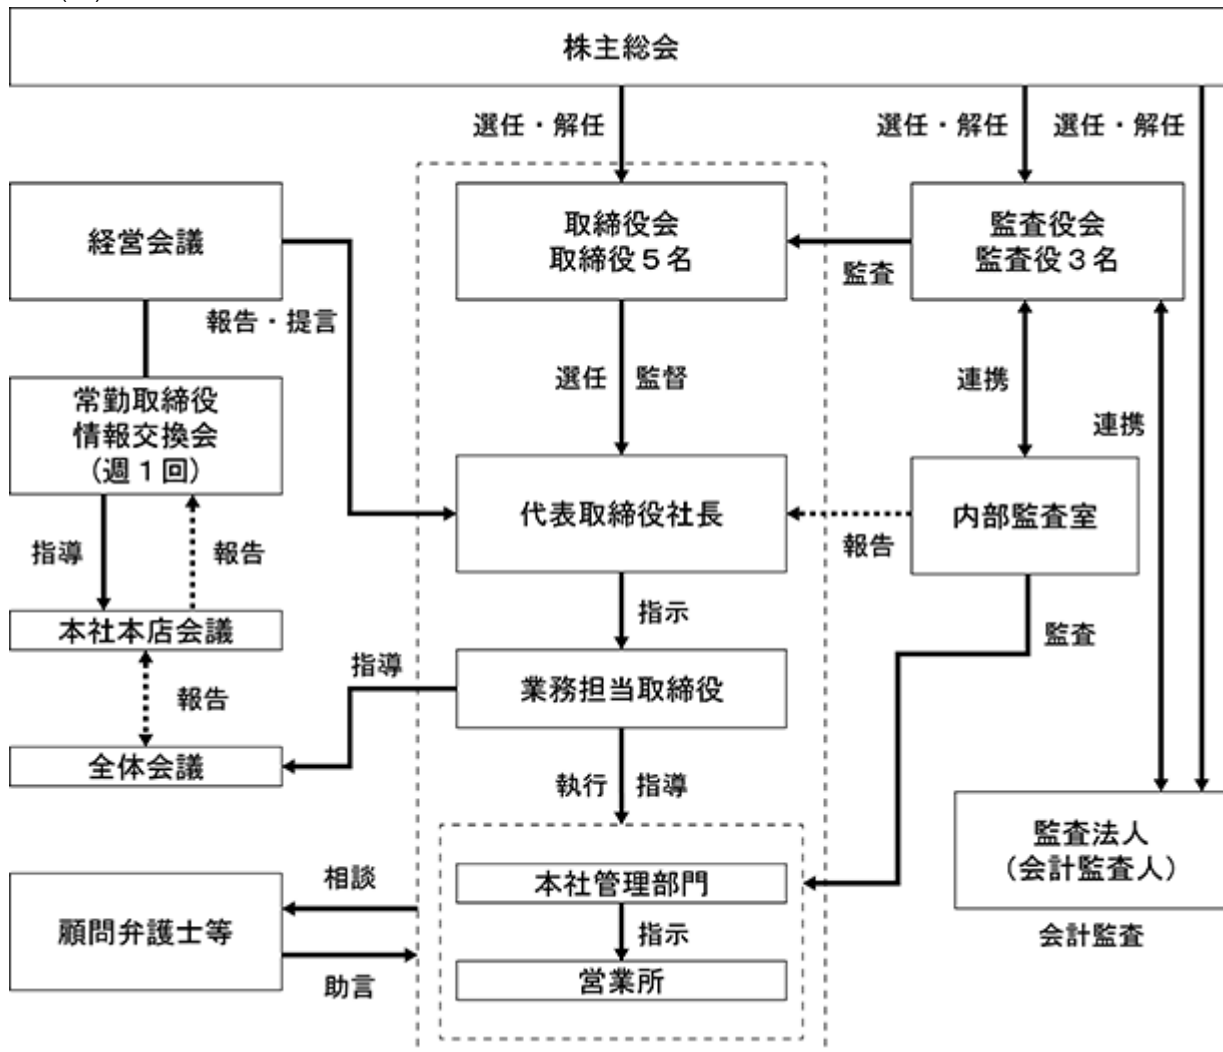 株主総会
選任・解任
選任・解任
選任・解任
経営会議
取締役会
取締役５名
監査役会
監査役３名
監査
報告・提言
選任
監督
連携
連携
常勤取締役
情報交換会
（週１回）
代表取締役社長
報告
内部監査室
指導
報告
指示
監査
本社本店会議
指導
業務担当取締役
報告
全体会議
執行
指導
監査法人
（会計監査人）
会計監査
相談
本社管理部門
顧問弁護士等
指示
助言
営業所